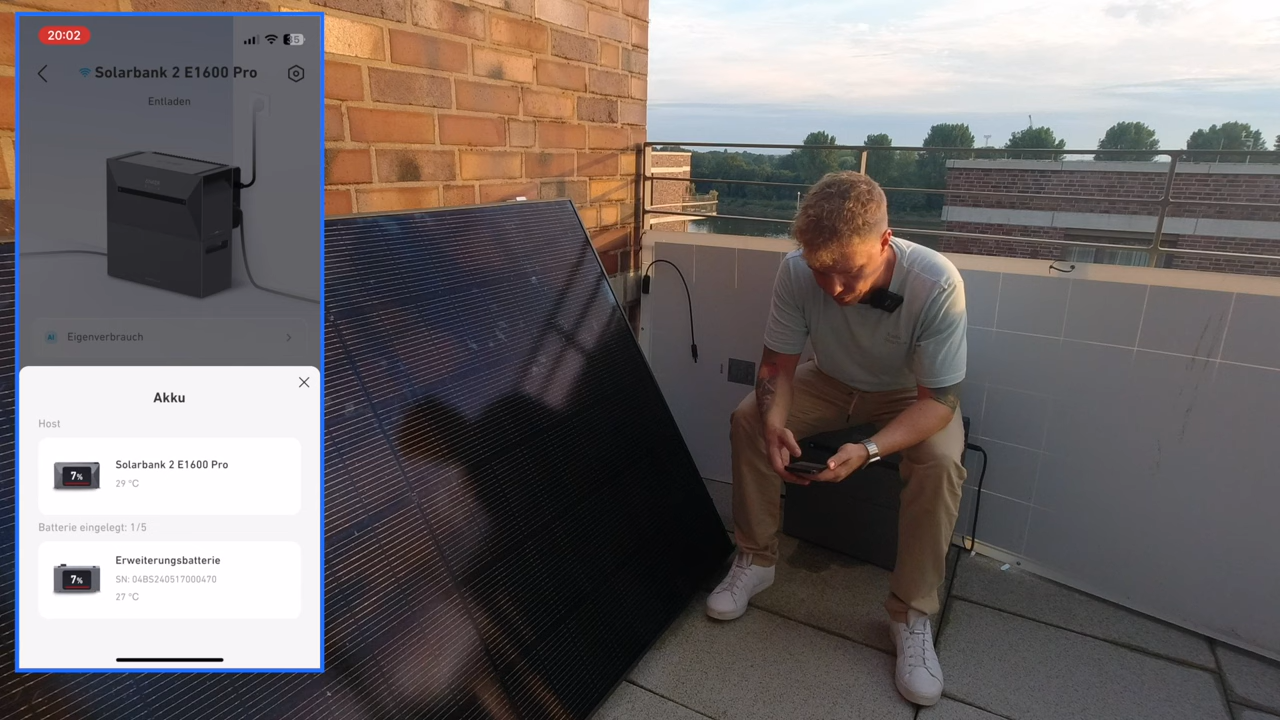 20:02
Solarbank 2 E1600 Pro
Entladen
AI Eigenverbrauch
Akku
Host
7%
Solarbank 2 E1600 Pro
29 °C
Batterie eingelegt: 1/5
7%
Erweiterungsbatterie
SN: 04BS240517000470
27 °C